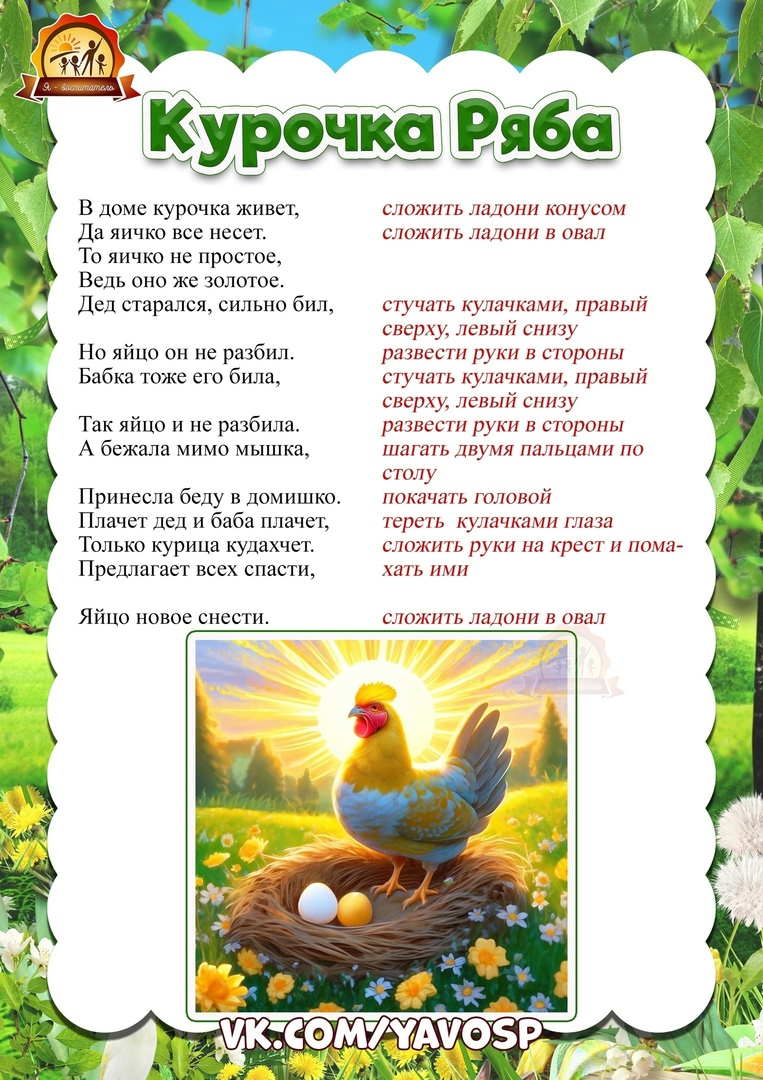 Я - воспитатель
Курочка Ряба
В доме курочка живет, сложить ладони конусом
Да яичко все несет. сложить ладони в овал
То яичко не простое,
Ведь оно же золотое.
Дед старался, сильно бил, стучать кулачками, правый
сверху, левый снизу
Но яйцо он не разбил. развести руки в стороны
Бабка тоже его била, стучать кулачками, правый
сверху, левый снизу
Так яйцо и не разбила. развести руки в стороны
А бежала мимо мышка, шагать двумя пальцами по
столу
Принесла беду в домишко. покачать головой
Плачет дед и баба плачет, тереть кулачками глаза
Только курица кудахчет. сложить руки на крест и пома-
Предлагает всех спасти, хать ими
Яйцо новое снести. сложить ладони в овал
VK.COM/YAVOSP